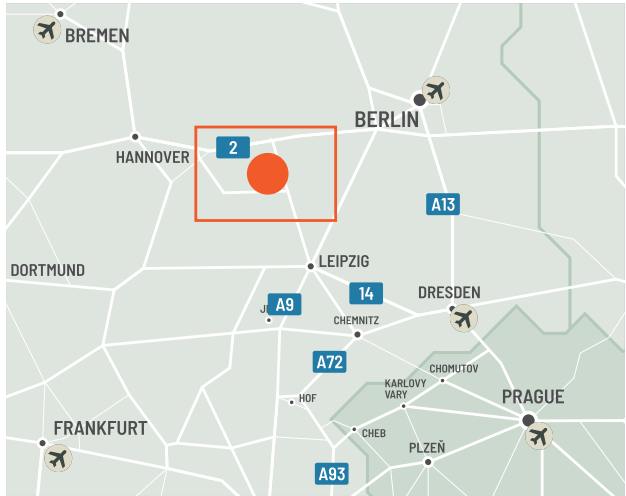 BREMEN
BERLIN
2
HANNOVER
A13
LEIPZIG
DORTMUND
14
DRESDEN
A9
CHEMNITZ
A72
CHOMUTOV
KARLOVY
VARY
HOF
PRAGUE
FRANKFURT
CHEB
PLZEŇ
A93